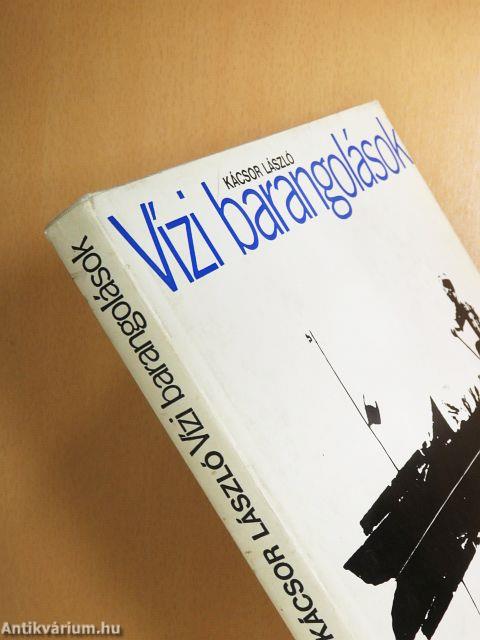 KÁCSOR LÁSZLÓ
Vízi barangolások
KÁCSOR LÁSZLÓ Vízi barangolások
Antikvárium.hu